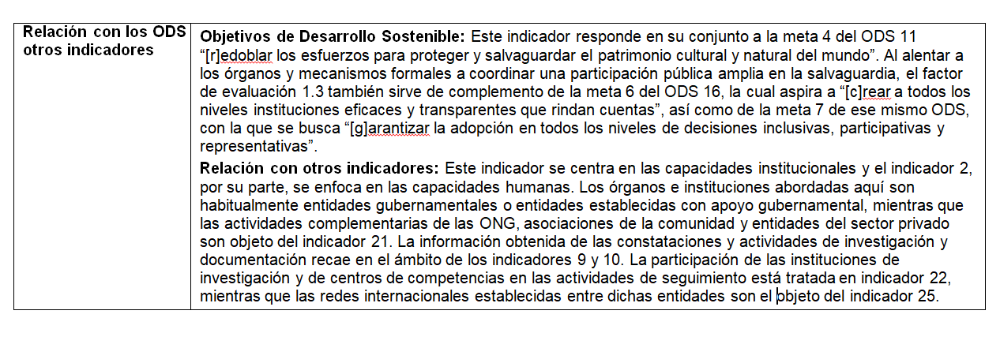 Relación con los ODS
otros indicadores
Objetivos de Desarrollo Sostenible: Este indicador responde en su conjunto a la meta 4 del ODS 11
“[r]edoblar los esfuerzos para proteger y salvaguardar el patrimonio cultural y natural del mundo”. Al alentar a
los órganos y mecanismos formales a coordinar una participación pública amplia en la salvaguardia, el factor
de evaluación 1.3 también sirve de complemento de la meta 6 del ODS 16, la cual aspira a “[c]rear a todos los
niveles instituciones eficaces y transparentes que rindan cuentas”, así como de la meta 7 de ese mismo ODS,
con la que se busca “[g]arantizar la adopción en todos los niveles de decisiones inclusivas, participativas y
representativas”.
Relación con otros indicadores: Este indicador se centra en las capacidades institucionales y el indicador 2,
por su parte, se enfoca en las capacidades humanas. Los órganos e instituciones abordadas aquí son
habitualmente entidades gubernamentales o entidades establecidas con apoyo gubernamental, mientras que
las actividades complementarias de las ONG, asociaciones de la comunidad y entidades del sector privado
son objeto del indicador 21. La información obtenida de las constataciones y actividades de investigación y
documentación recae en el ámbito de los indicadores 9 y 10. La participación de las instituciones de
investigación y de centros de competencias en las actividades de seguimiento está tratada en indicador 22,
mientras que las redes internacionales establecidas entre dichas entidades son el objeto del indicador 25.